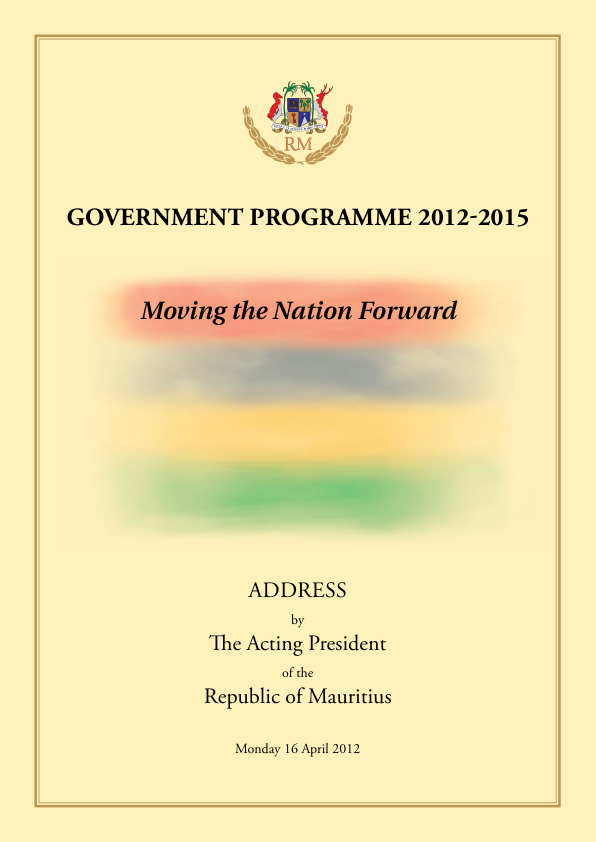 RM
GOVERNMENT PROGRAMME 2012-2015
Moving the Nation Forward
ADDRESS
by
The Acting President
of the
Republic of Mauritius
Monday 16 April 2012